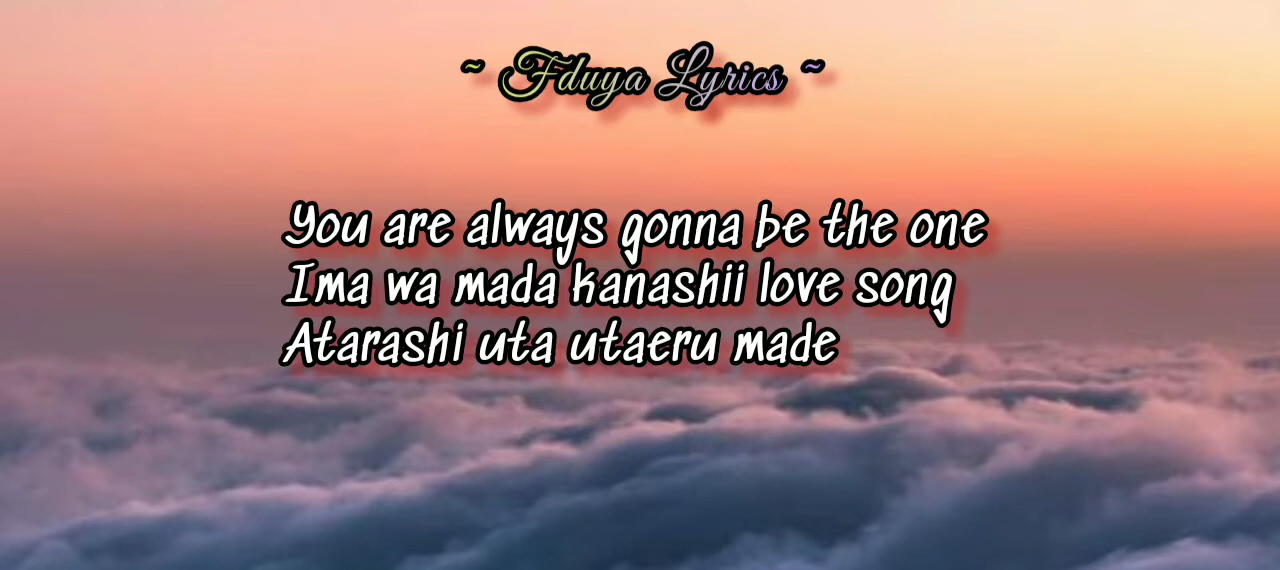 ~ Fduya Lyrics ~
You are always gonna be the one
Ima wa mada kanashii love song
Atarashi uta utaeru made